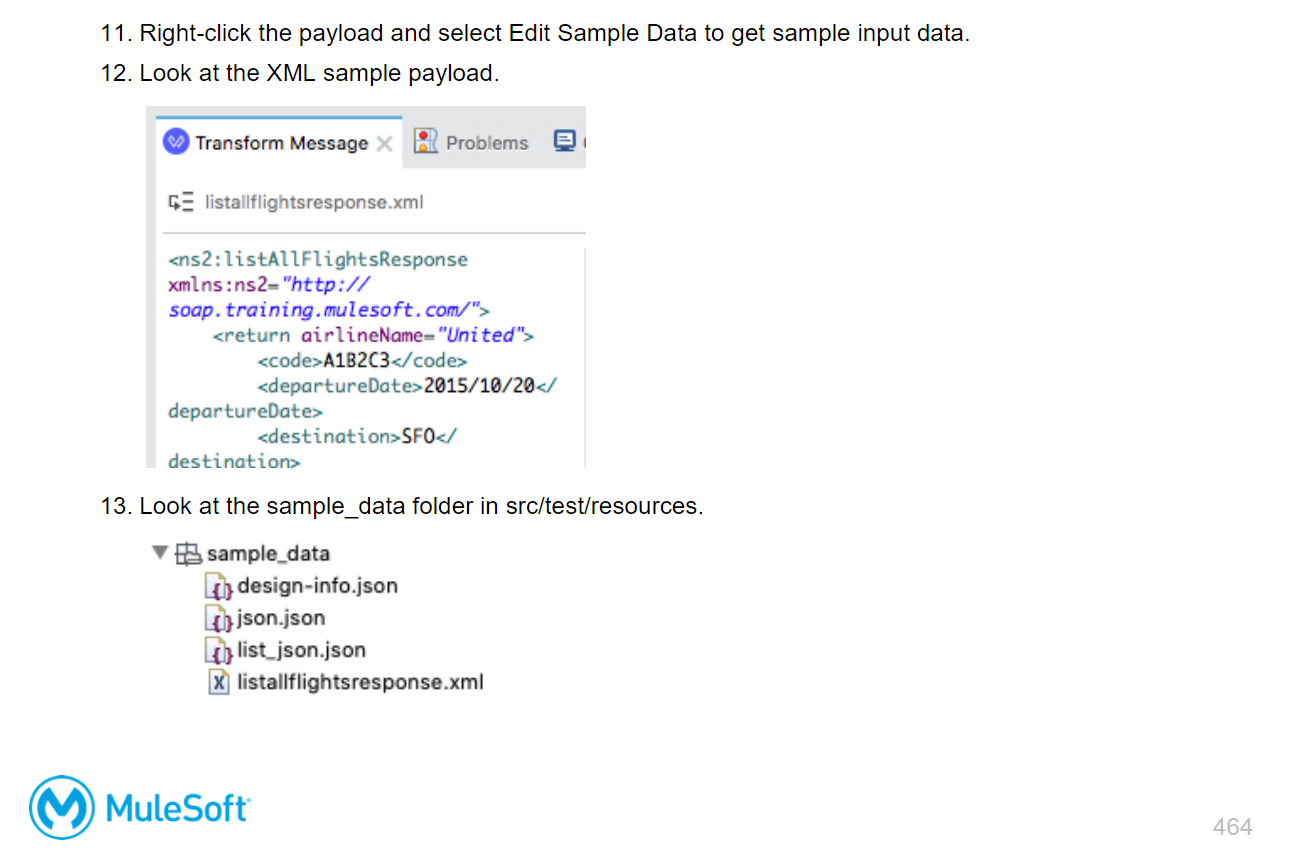 11. Right-click the payload and select Edit Sample Data to get sample input data.
12. Look at the XML sample payload.
Transform Message Problems
listallflightsresponse.xml
<ns2:listAllFlightsResponse
xmlns:ns2="http://
soap.training.mulesoft.com/">
<return airlineName="United">
<code>A1B2C3</code>
<departureDate>2015/10/20</
departureDate>
<destination>SFO</
destination>
13. Look at the sample_data folder in src/test/resources.
sample_data
design-info.json
json.json
list_json.json
listallflightsresponse.xml
MuleSoft
464